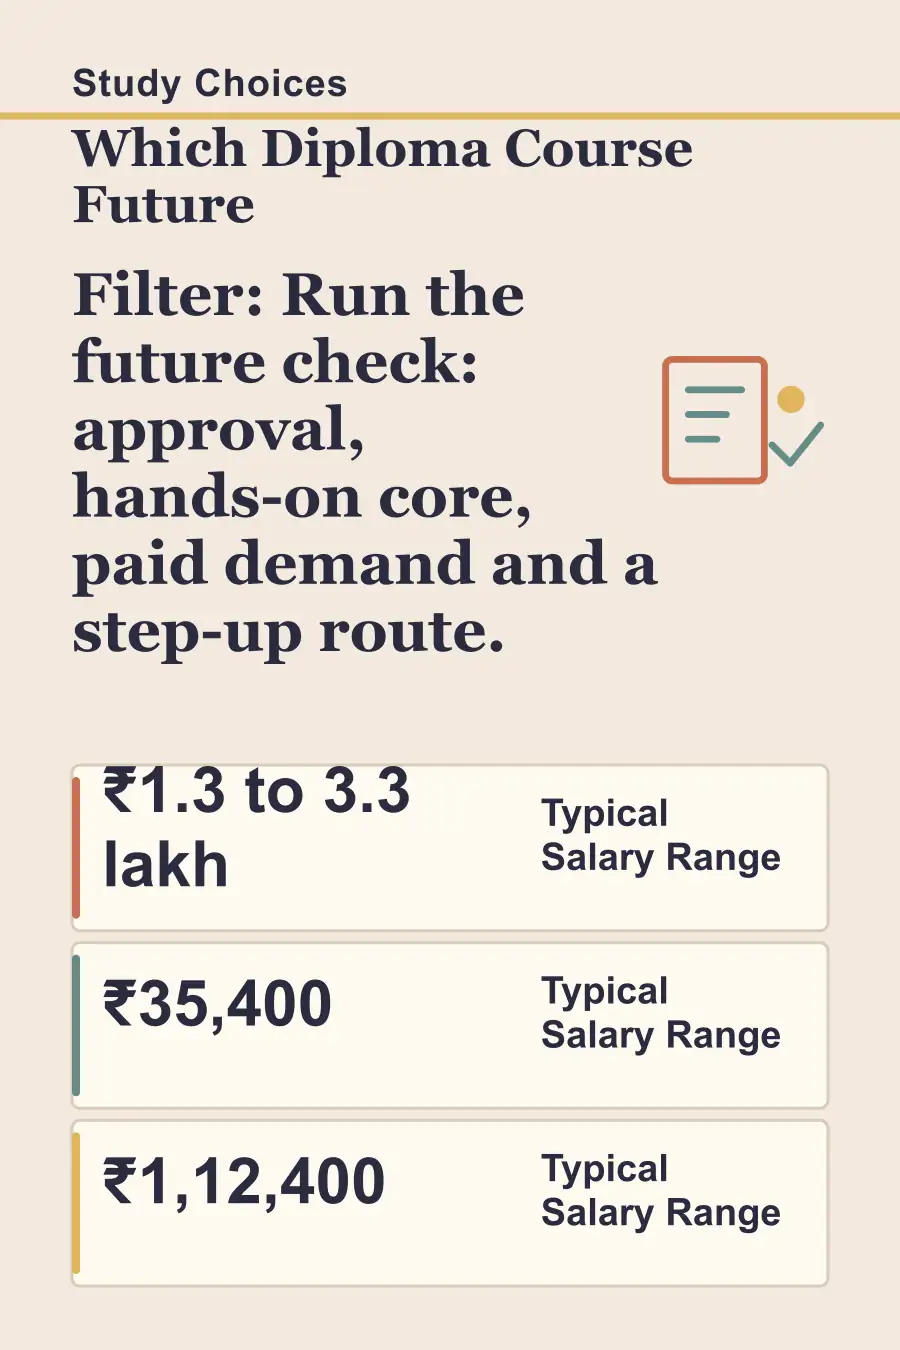 Study Choices
Which Diploma Course
Future
Filter: Run the
future check:
approval,
hands-on core,
paid demand and a
step-up route.
₹1.3 to 3.3
lakh
Typical
Salary Range
₹35,400
Typical
Salary Range
₹1,12,400
Typical
Salary Range